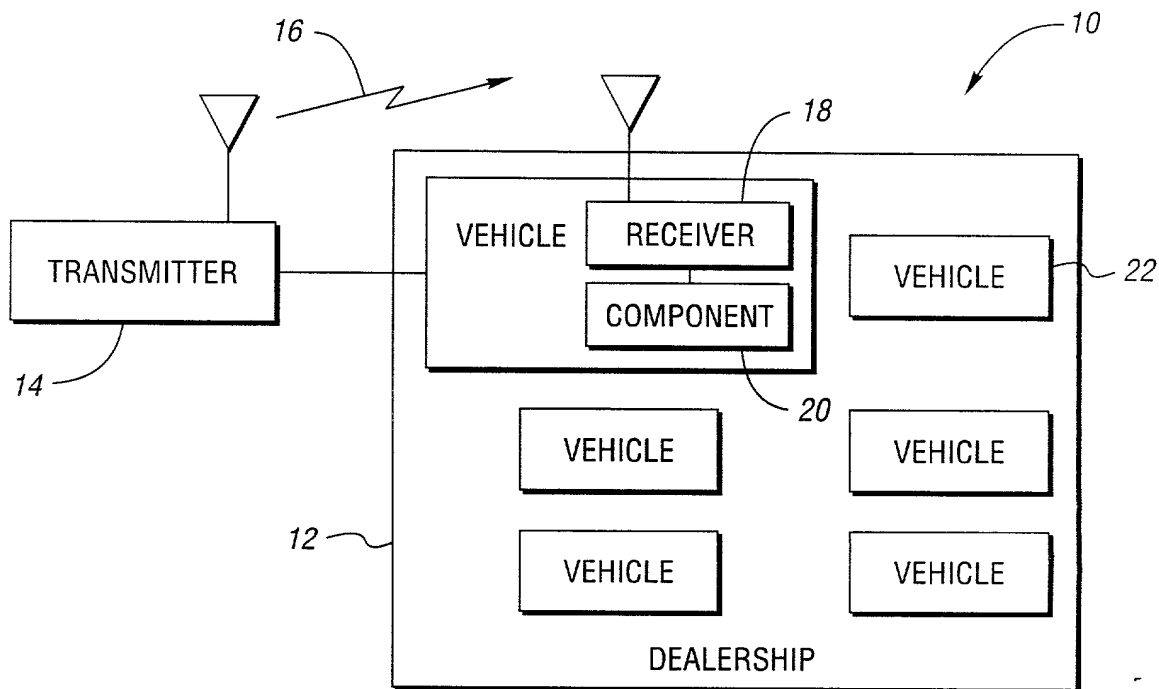 10
16
18
VEHICLE
RECEIVER
TRANSMITTER
VEHICLE
22
COMPONENT
14
20
VEHICLE
VEHICLE
12
VEHICLE
VEHICLE
DEALERSHIP